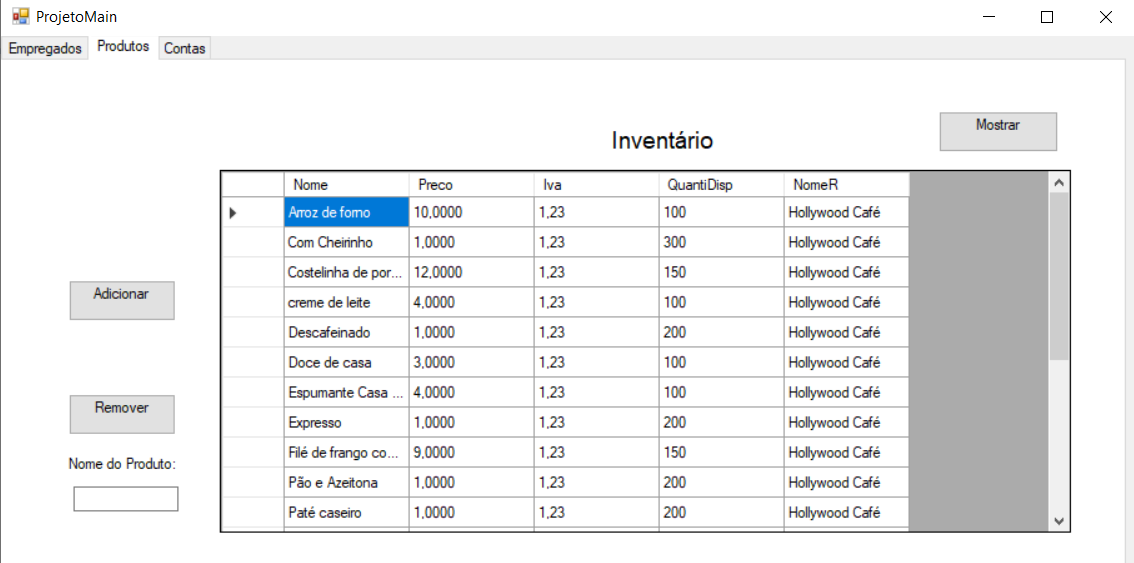 ProjetoMain
Empregados Produtos Contas
Mostrar
Inventário
Nome Preco Iva QuantiDisp NomeR
Arroz de forno 10,0000 1,23 100 Hollywood Café
Com Cheirinho 1,0000 1,23 300 Hollywood Café
Costelinha de por... 12,0000 1,23 150 Hollywood Café
creme de leite 4,0000 1,23 100 Hollywood Café
Descafeinado 1,0000 1,23 200 Hollywood Café
Doce de casa 3,0000 1,23 100 Hollywood Café
Espumante Casa ... 4,0000 1,23 100 Hollywood Café
Expresso 1,0000 1,23 200 Hollywood Café
Filé de frango co... 9,0000 1,23 150 Hollywood Café
Pão e Azeitona 1,0000 1,23 200 Hollywood Café
Paté caseiro 1,0000 1,23 200 Hollywood Café
Adicionar
Remover
Nome do Produto: